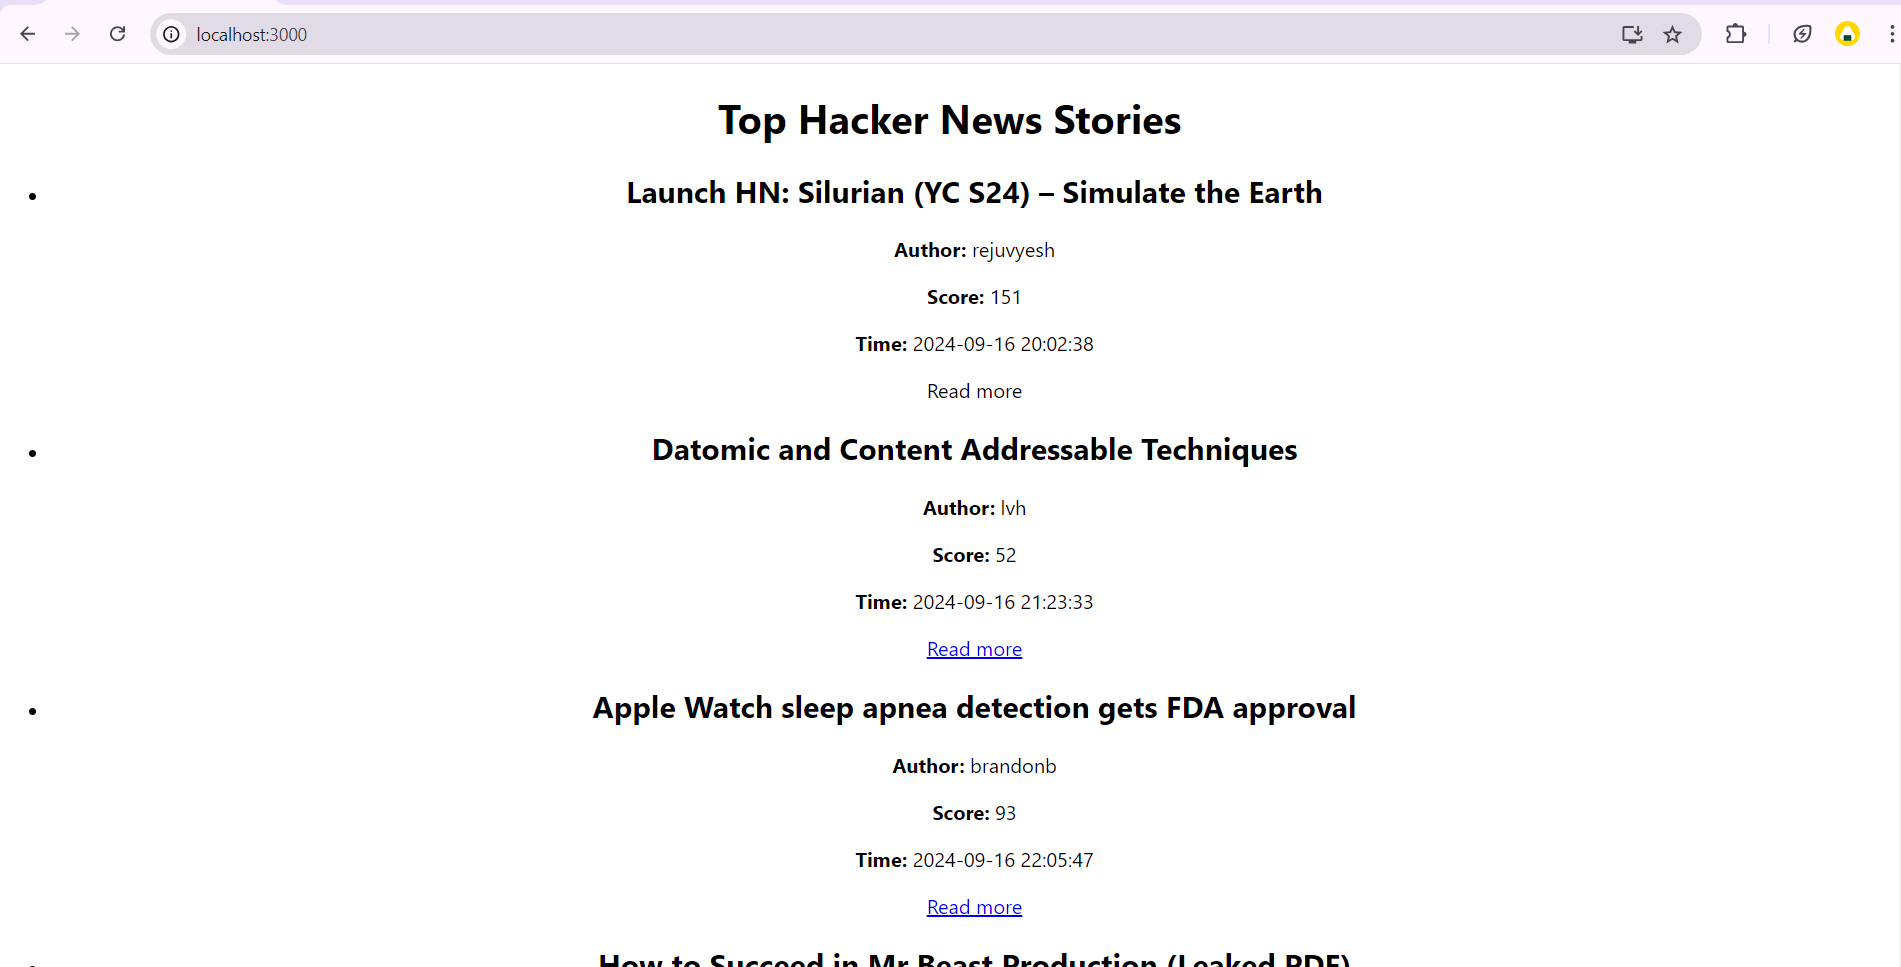 localhost:3000
Top Hacker News Stories
Launch HN: Silurian (YC S24) – Simulate the Earth
Author: rejuvyesh
Score: 151
Time: 2024-09-16 20:02:38
Read more
Datomic and Content Addressable Techniques
Author: lvh
Score: 52
Time: 2024-09-16 21:23:33
Read more
Apple Watch sleep apnea detection gets FDA approval
Author: brandonb
Score: 93
Time: 2024-09-16 22:05:47
Read more
How to Succeed in Mr Beast Production (Leaked PDF)